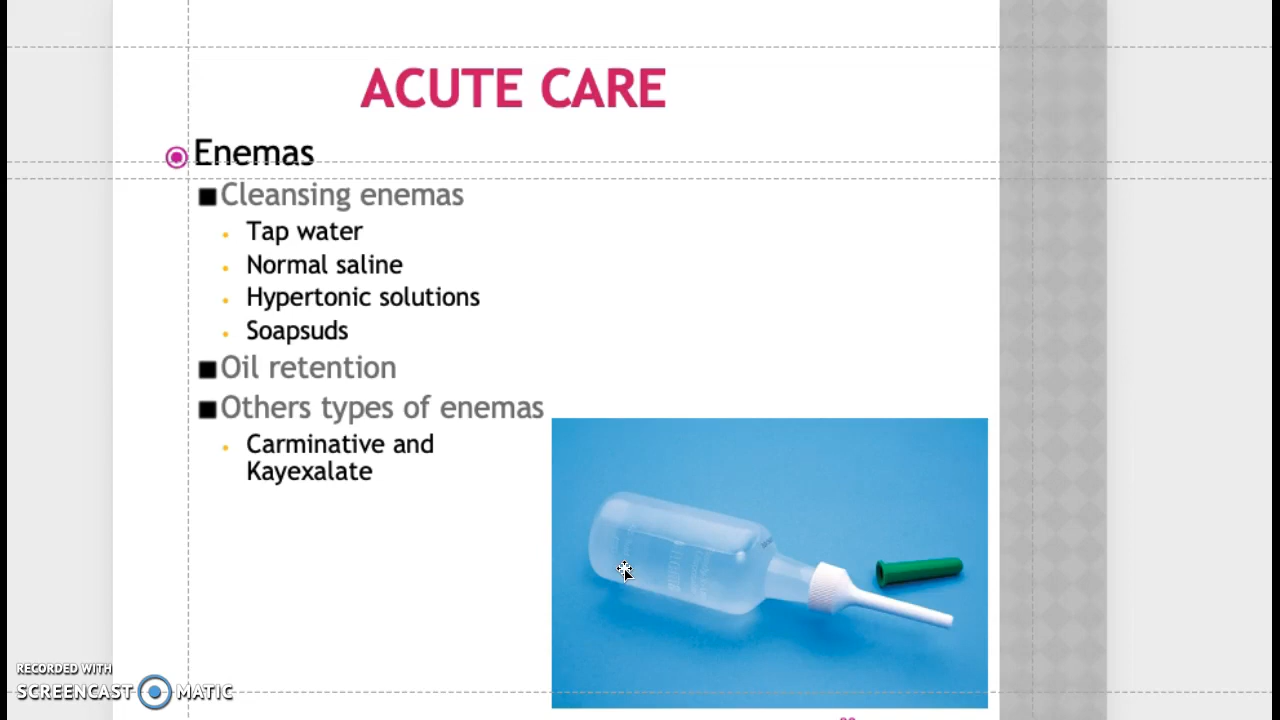 ACUTE CARE
Enemas
Cleansing enemas
Tap water
Normal saline
Hypertonic solutions
Soapsuds
Oil retention
Others types of enemas
Carminative and
Kayexalate
RECORDED WITH
SCREENCAST MATIC